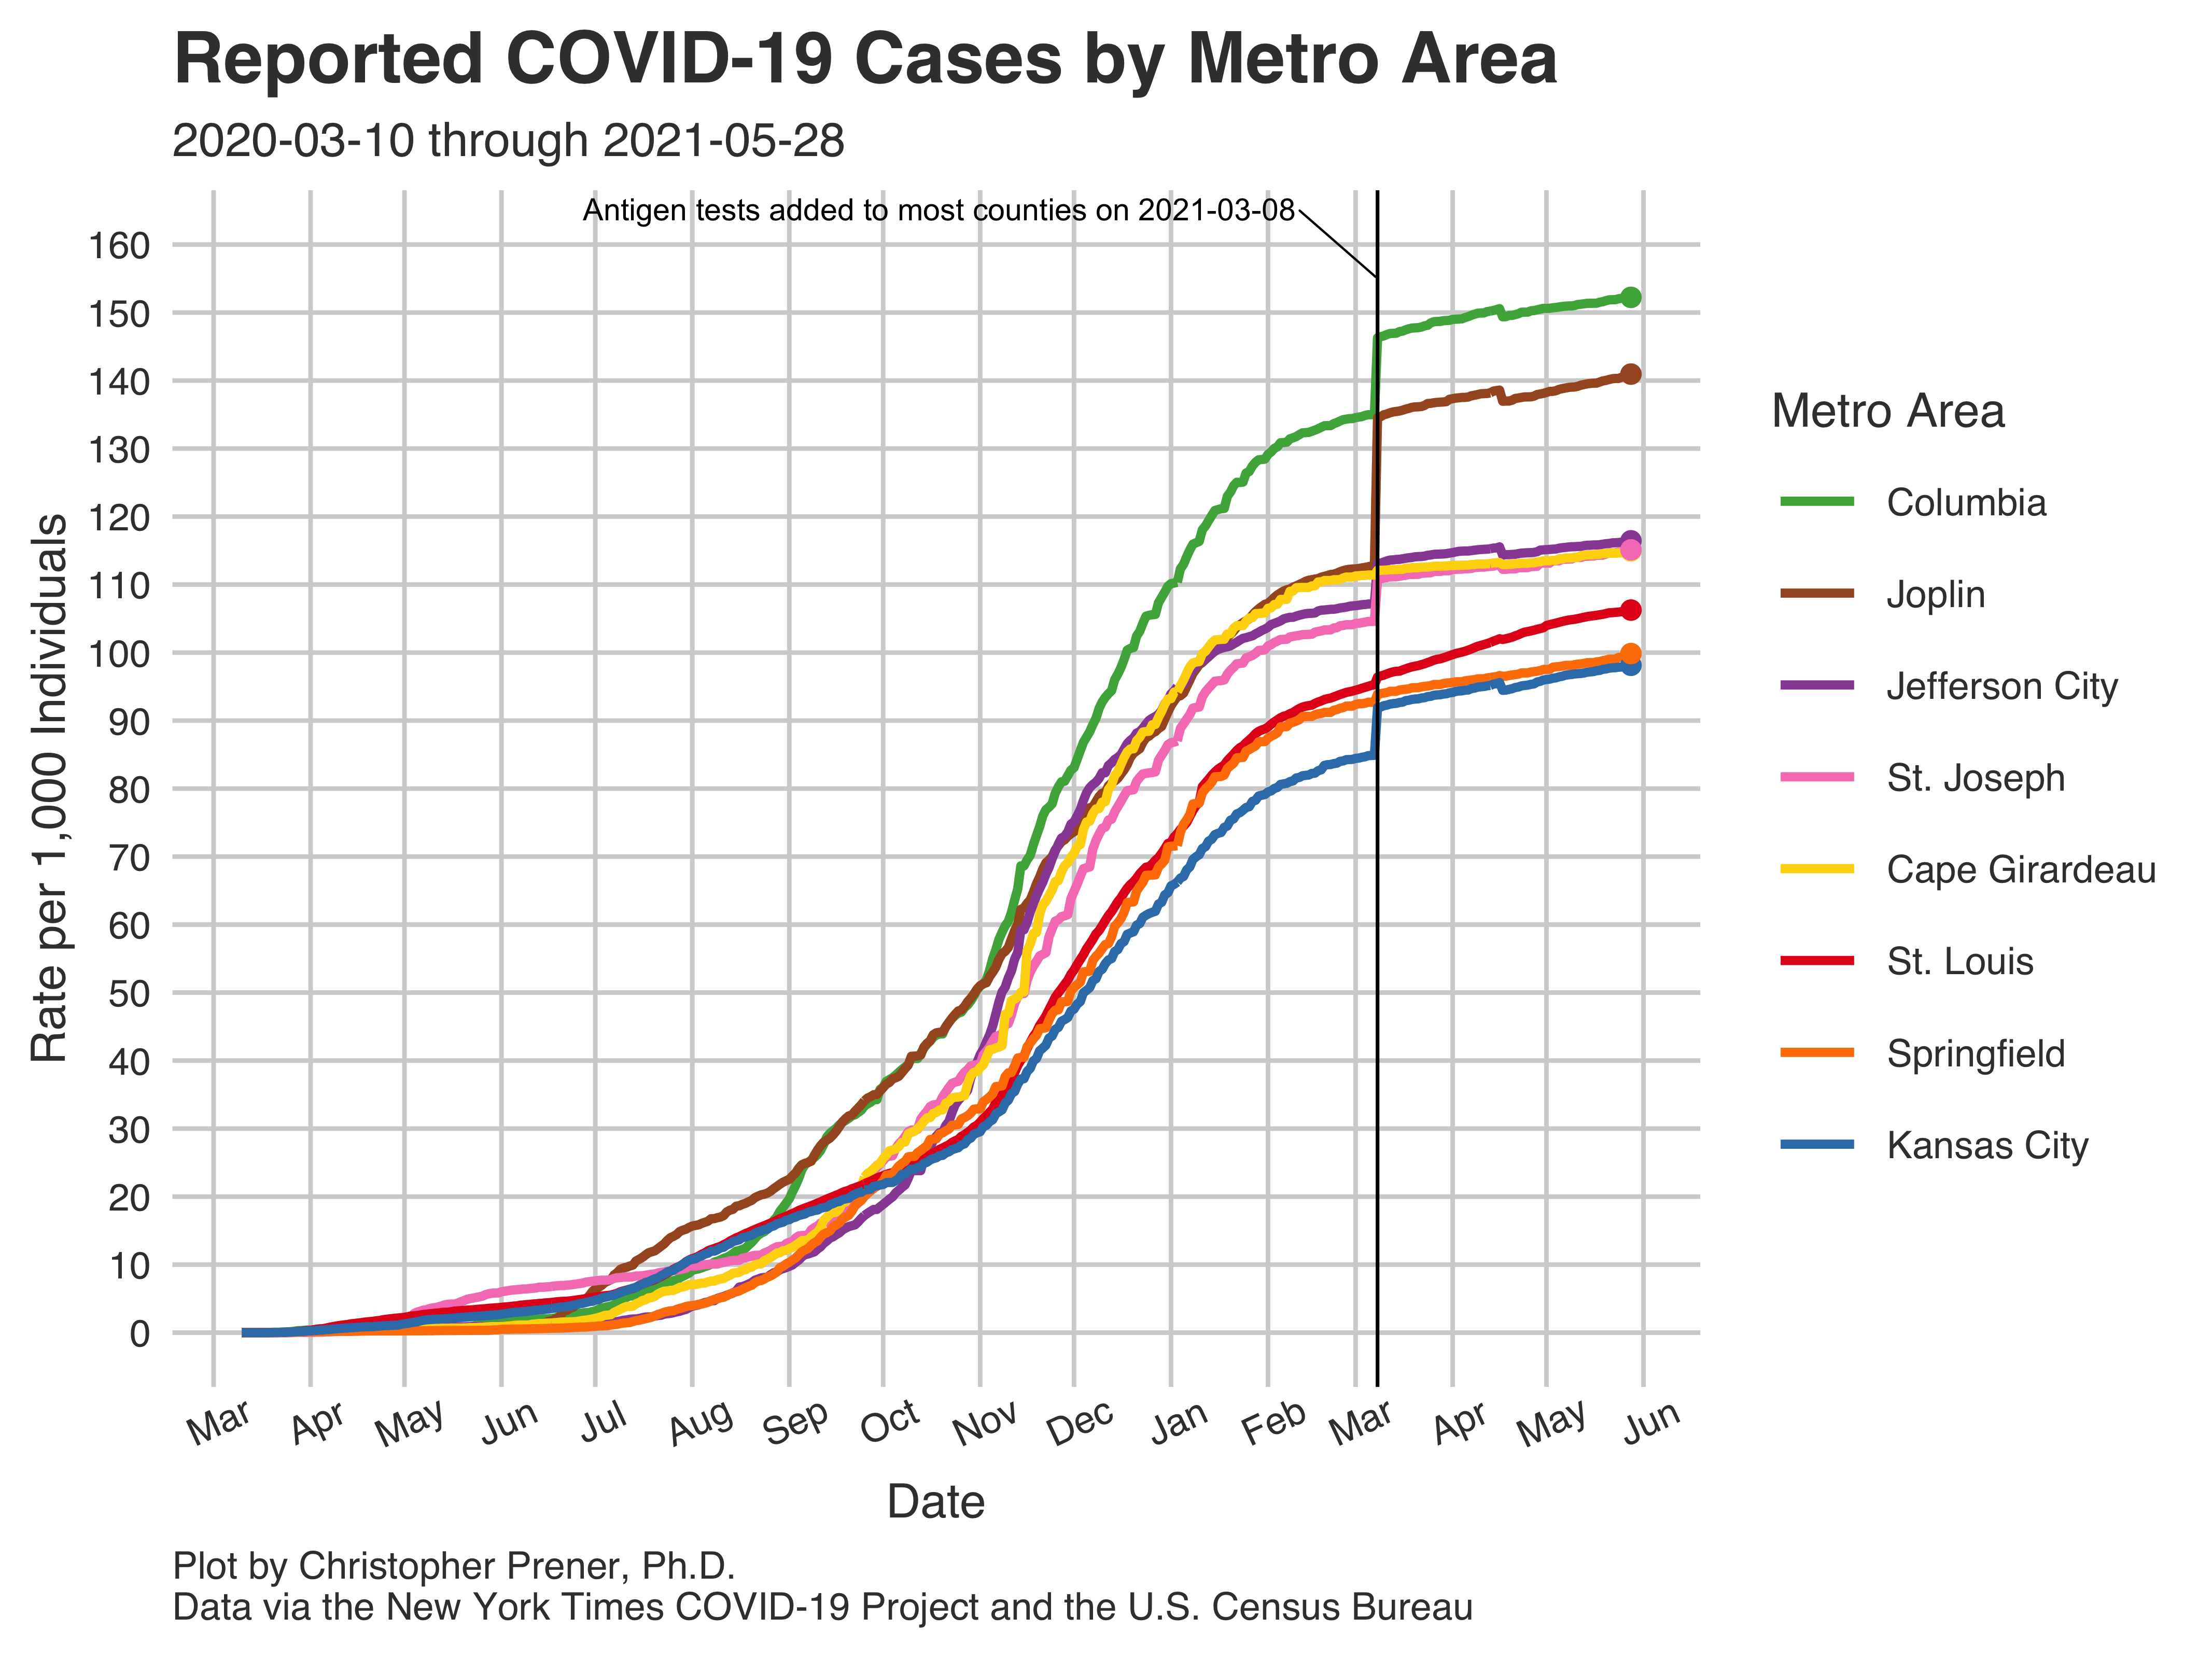 Reported COVID-19 Cases by Metro Area
2020-03-10 through 2021-05-28
Antigen tests added to most counties on 2021-03-08
160
150
140
130
120
110
100
90
80
70
60
50
40
30
20
10
0
Rate per 1,000 Individuals
Mar
Apr
May
Jun
Jul
Aug
Sep
Oct
Nov
Dec
Jan
Feb
Mar
Apr
May
Jun
Date
Metro Area
Columbia
Joplin
Jefferson City
St. Joseph
Cape Girardeau
St. Louis
Springfield
Kansas City
Plot by Christopher Prener, Ph.D.
Data via the New York Times COVID-19 Project and the U.S. Census Bureau